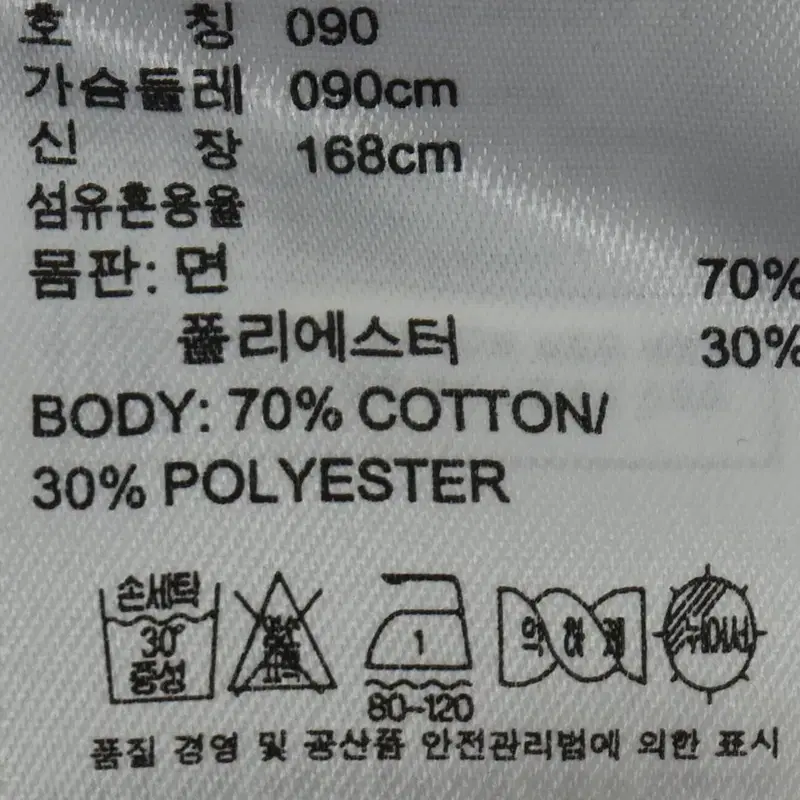 호 칭 090
가슴둘레 090cm
신 장 168cm
섬유혼용율
몸판: 면 70%
폴리에스터 30%
BODY: 70% COTTON/
30% POLYESTER
손세탁
30°
중성
1
80-120
약하게
뉘어서
품질 경영 및 공산품 안전관리법에 의한 표시